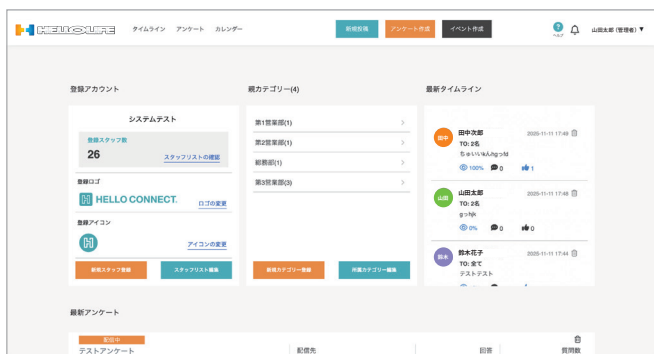 HELLOLIFE
タイムライン アンケート カレンダー
新規投稿 アンケート作成 イベント作成
?
ヘルプ
山田太郎 (管理者) ▼
登録アカウント
システムテスト
登録スタッフ数
26
スタッフリストの確認
登録ロゴ
HELLO CONNECT.
ロゴの変更
登録アイコン
アイコンの変更
新規スタッフ登録 スタッフリスト編集
親カテゴリー(4)
第1営業部(1) >
第2営業部(1) >
総務部(1) >
第3営業部(3) >
新規カテゴリー登録 所属カテゴリー編集
最新タイムライン
田中
田中次郎 2025-11-11 17:49
TO: 2名
100% 0 1
山田
山田太郎 2025-11-11 17:46
TO: 2名
gっhjk
0% 0 0
鈴木
鈴木花子 2025-11-11 17:44
TO: 全て
テストテスト
最新アンケート
配信中
テストアンケート
配信先
回答
質問数